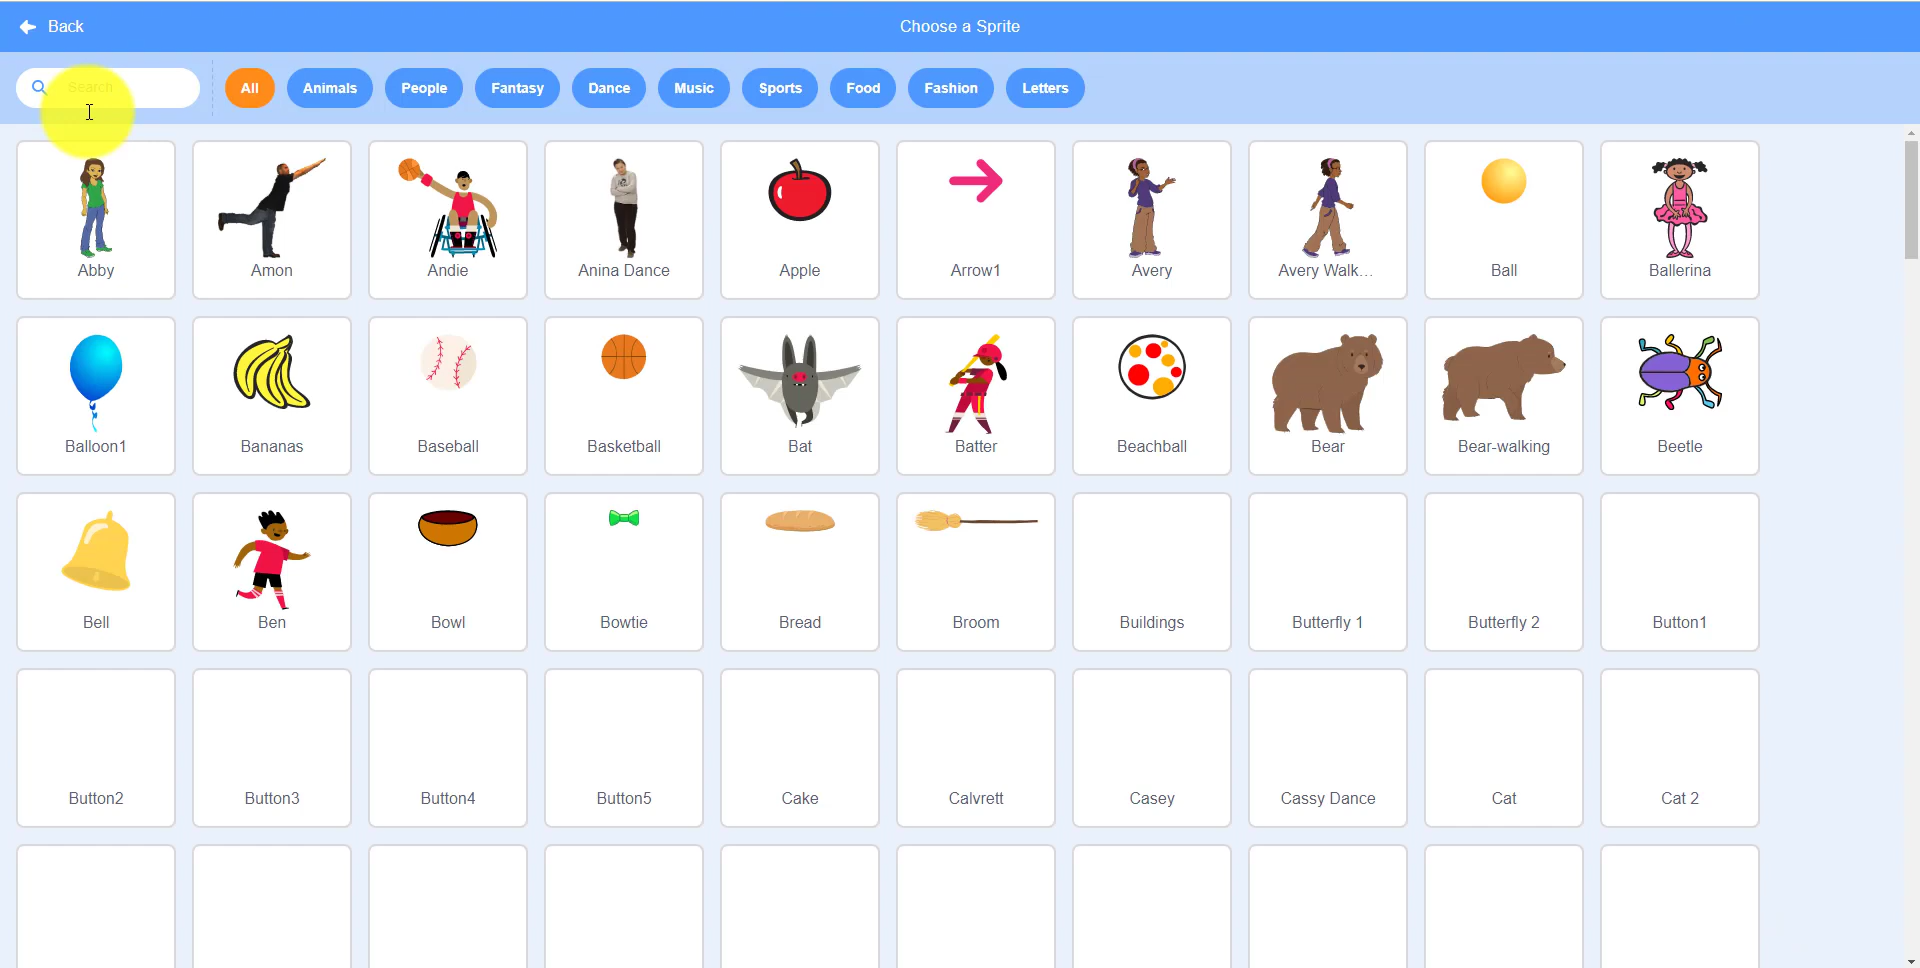 Back
Choose a Sprite
Search
All Animals People Fantasy Dance Music Sports Food Fashion Letters
Abby Amon Andie Anina Dance Apple Arrow1 Avery Avery Walk... Ball Ballerina
Balloon1 Bananas Baseball Basketball Bat Batter Beachball Bear Bear-walking Beetle
Bell Ben Bowl Bowtie Bread Broom Buildings Butterfly 1 Butterfly 2 Button1
Button2 Button3 Button4 Button5 Cake Calvrett Casey Cassy Dance Cat Cat 2